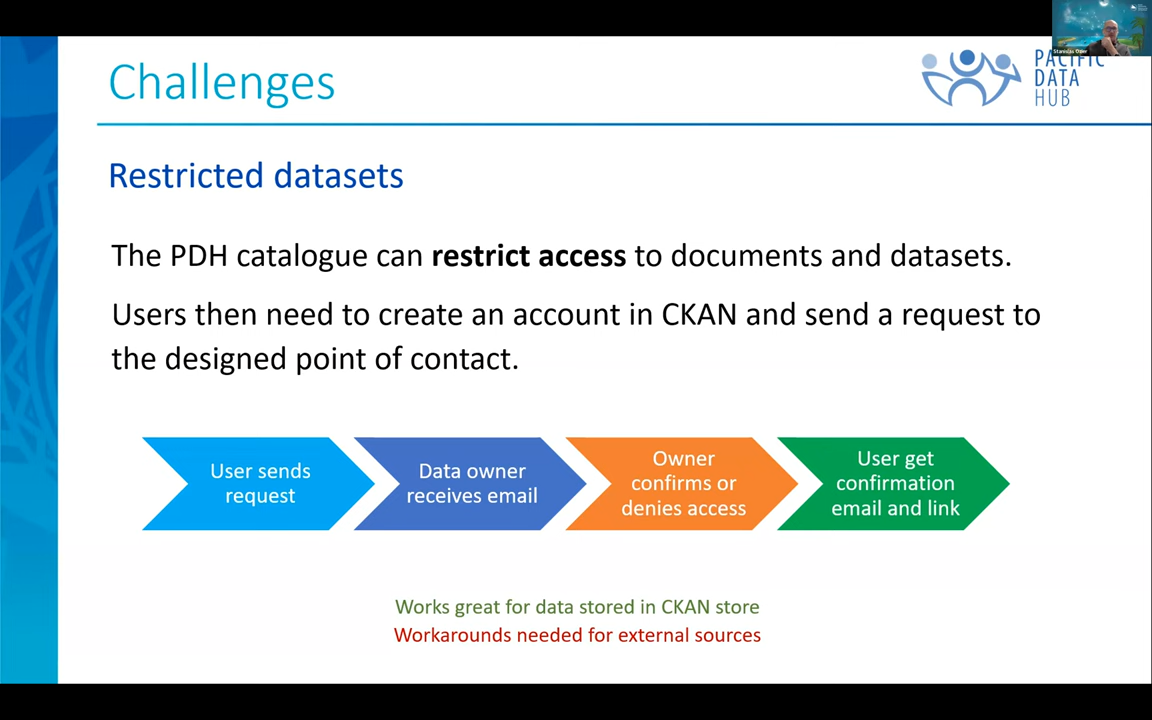 Challenges
PACIFIC
DATA
HUB
Restricted datasets
The PDH catalogue can restrict access to documents and datasets.
Users then need to create an account in CKAN and send a request to
the designed point of contact.
User sends
request
Data owner
receives email
Owner
confirms or
denies access
User get
confirmation
email and link
Works great for data stored in CKAN store
Workarounds needed for external sources